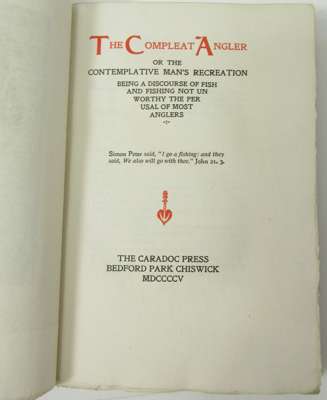 THE COMPLEAT ANGLER
OR THE
CONTEMPLATIVE MAN'S RECREATION
BEING A DISCOURSE OF FISH
AND FISHING NOT UN
WORTHY THE PER
USAL OF MOST
ANGLERS
Simon Peter said, "I go a fishing: and they
said, We also will go with thee." John 21. 3.
THE CARADOC PRESS
BEDFORD PARK CHISWICK
MDCCCCV